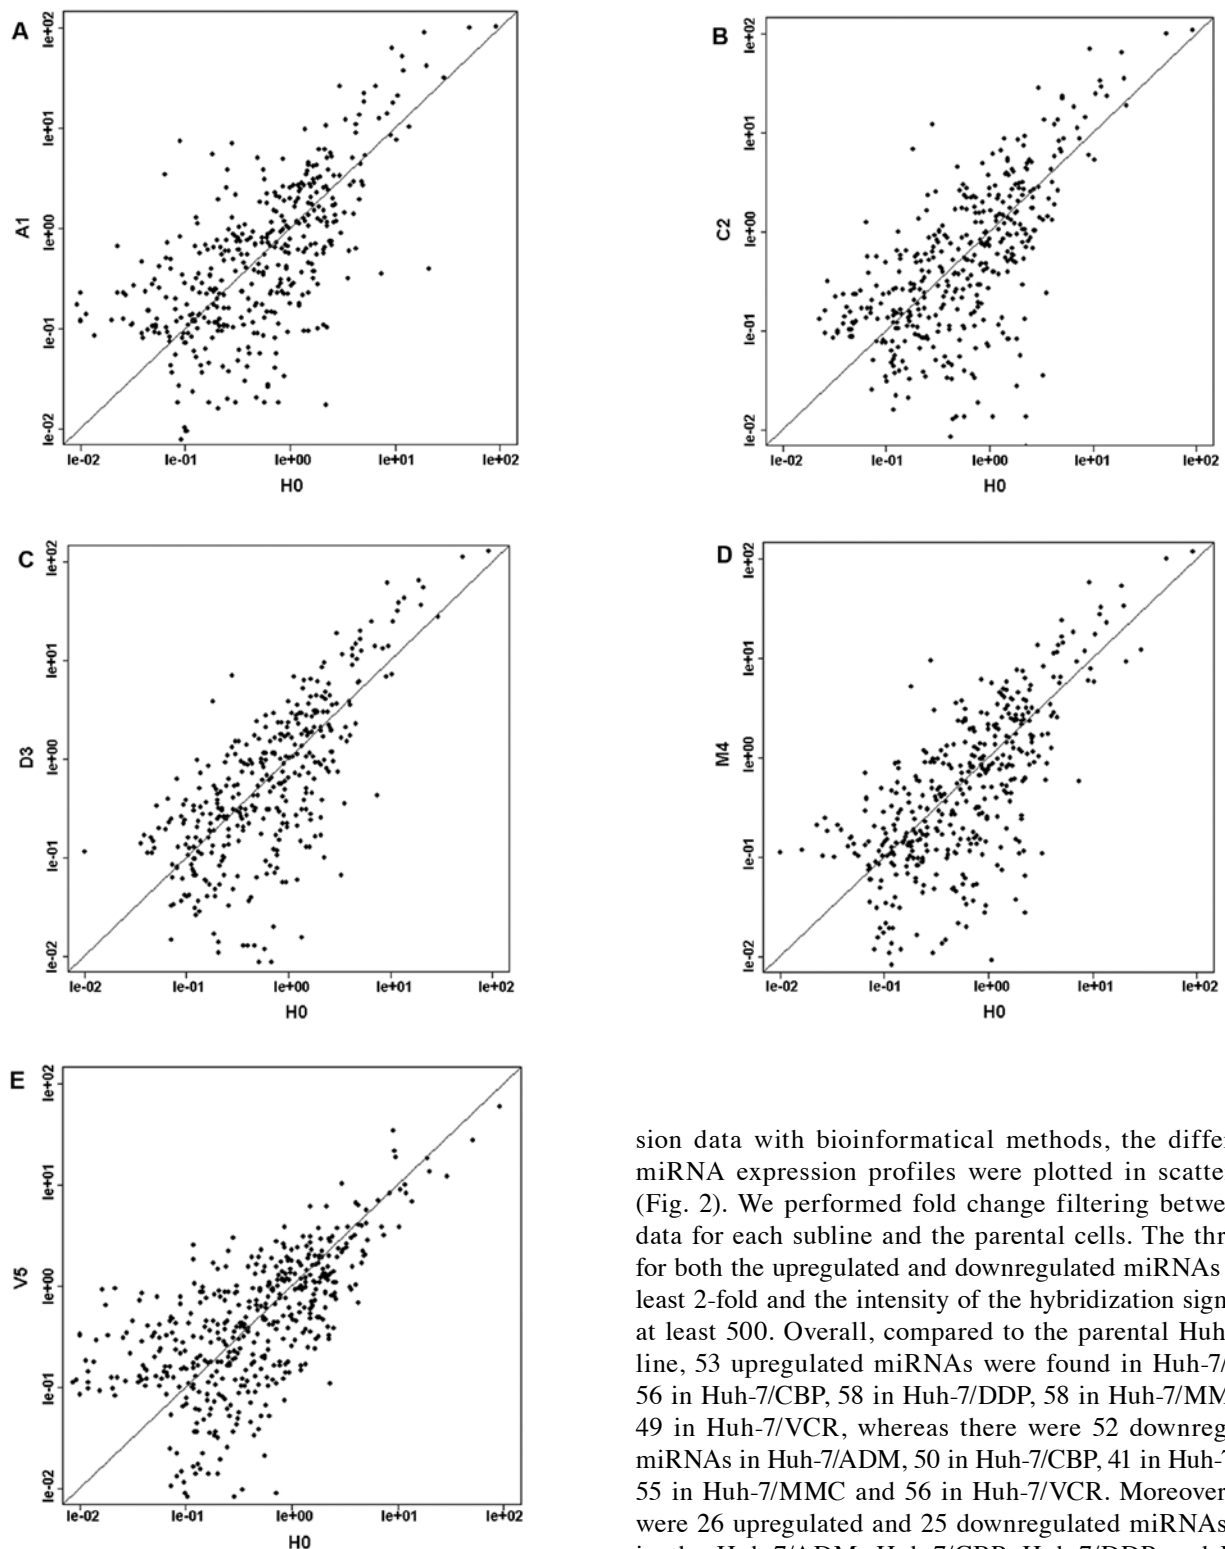 A
le+02
le+01
le+00
le-01
le-02
A1
le-02 le-01 le+00 le+01 le+02
H0
B
le+02
le+01
le+00
le-01
le-02
C2
le-02 le-01 le+00 le+01 le+02
H0
C
le+02
le+01
le+00
le-01
le-02
D3
le-02 le-01 le+00 le+01 le+02
H0
D
le+02
le+01
le+00
le-01
le-02
M4
le-02 le-01 le+00 le+01 le+02
H0
E
le+02
le+01
le+00
le-01
le-02
V5
le-02 le-01 le+00 le+01 le+02
H0
sion data with bioinformatical methods, the differ
miRNA expression profiles were plotted in scatte
(Fig. 2). We performed fold change filtering betwe
data for each subline and the parental cells. The thr
for both the upregulated and downregulated miRNAs
least 2-fold and the intensity of the hybridization sign
at least 500. Overall, compared to the parental Huh
line, 53 upregulated miRNAs were found in Huh-7/
56 in Huh-7/CBP, 58 in Huh-7/DDP, 58 in Huh-7/MM
49 in Huh-7/VCR, whereas there were 52 downreg
miRNAs in Huh-7/ADM, 50 in Huh-7/CBP, 41 in Huh-7
55 in Huh-7/MMC and 56 in Huh-7/VCR. Moreover
were 26 upregulated and 25 downregulated miRNAs